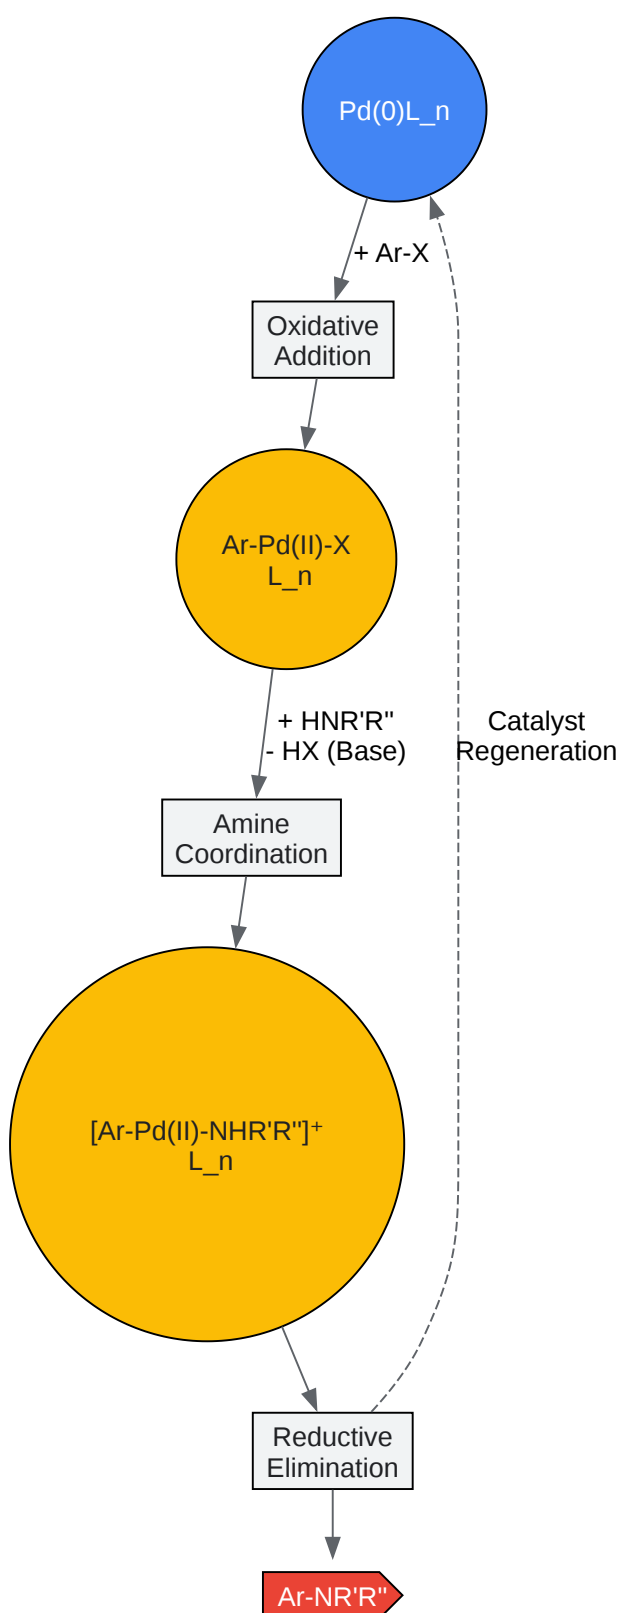 Pd(0)L_n
+ Ar-X
Oxidative
Addition
Ar-Pd(II)-X
L_n
+ HNR'R"
- HX (Base)
Catalyst
Regeneration
Amine
Coordination
[Ar-Pd(II)-NHR'R"]⁺
L_n
Reductive
Elimination
Ar-NR'R"